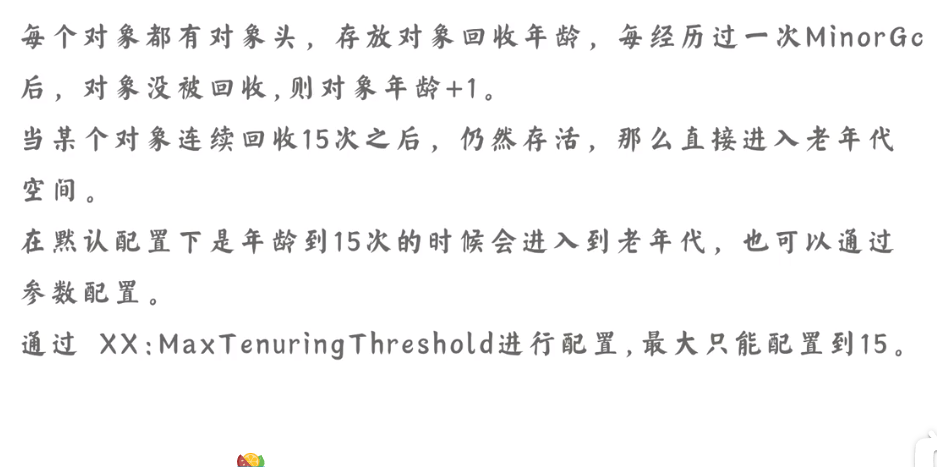 每个对象都有对象头，存放对象回收年龄，每经历过一次MinorGc
后，对象没被回收,则对象年龄+1。
当某个对象连续回收15次之后，仍然存活，那么直接进入老年代
空间。
在默认配置下是年龄到15次的时候会进入到老年代，也可以通过
参数配置。
通过 XX:MaxTenuringThreshold进行配置,最大只能配置到15。